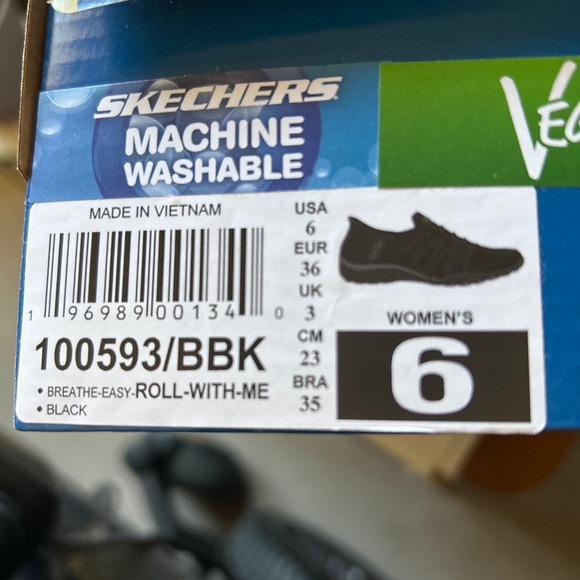 SKECHERS
MACHINE
WASHABLE
MADE IN VIETNAM
1 96989 00134 0
100593/BBK
• BREATHE-EASY-ROLL-WITH-ME
• BLACK
USA
6
EUR
36
UK
3
CM
23
BRA
35
WOMEN'S
6